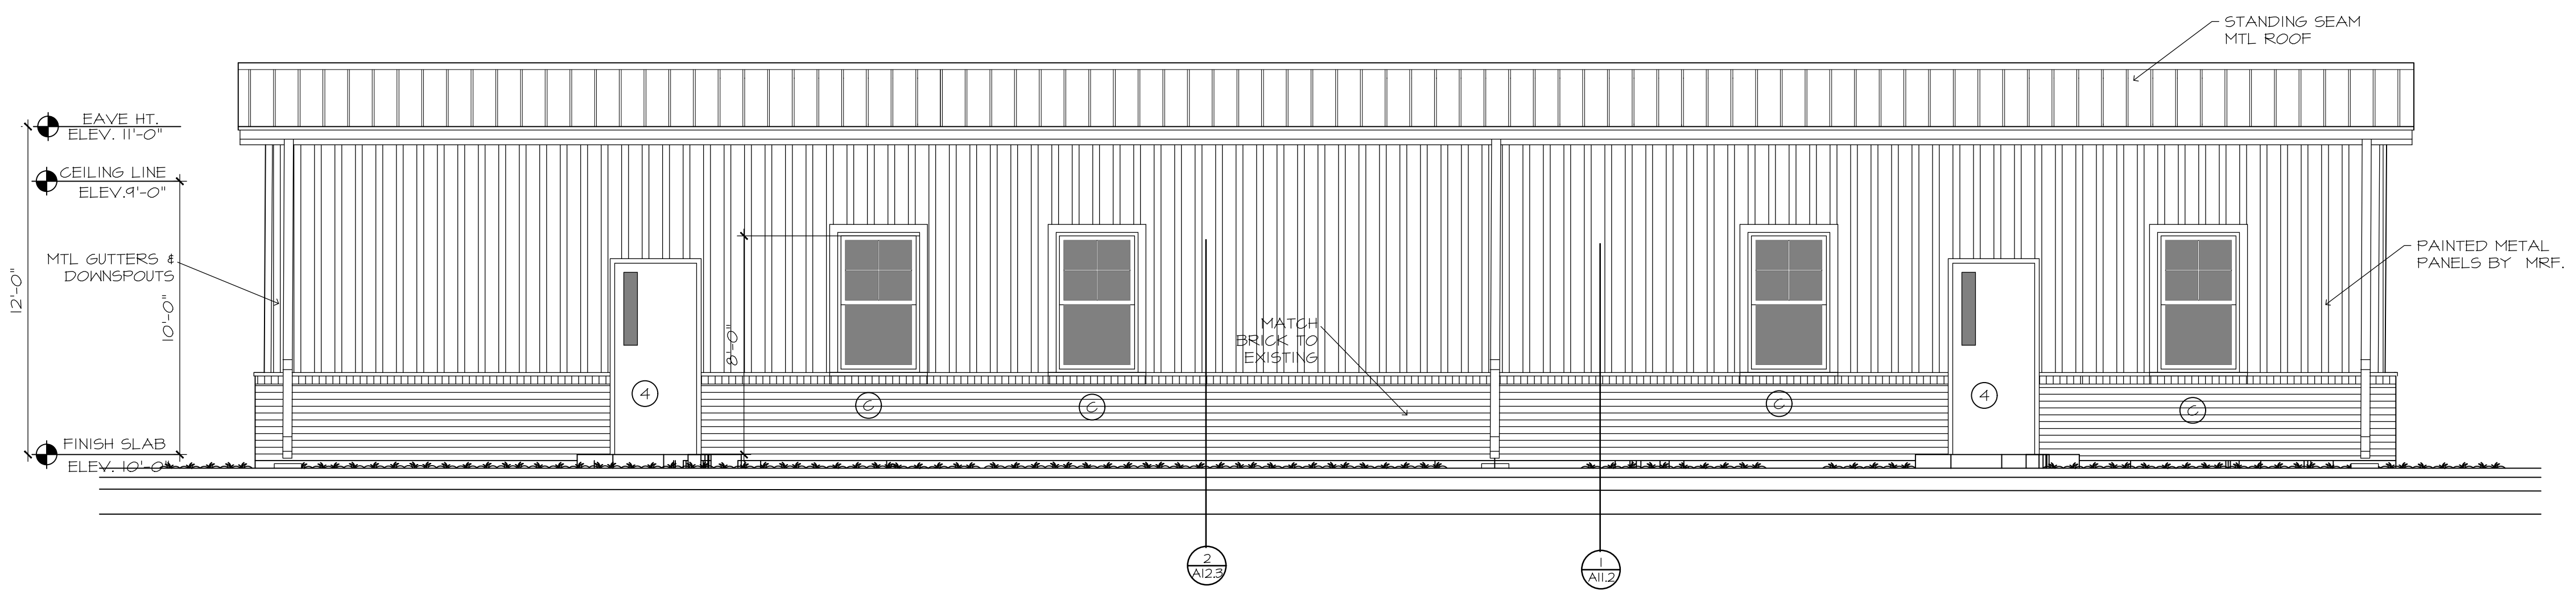 STANDING SEAM
MTL ROOF
EAVE HT.
ELEV. 11'-0"
CEILING LINE
ELEV.9'-0"
MTL GUTTERS &
DOWNSPOUTS
12'-0"
10'-0"
8'-0"
PAINTED METAL
PANELS BY MRF.
MATCH
BRICK TO
EXISTING
4
C
C
C
4
C
FINISH SLAB
ELEV. 10'-0"
2
A12.3
1
A11.2